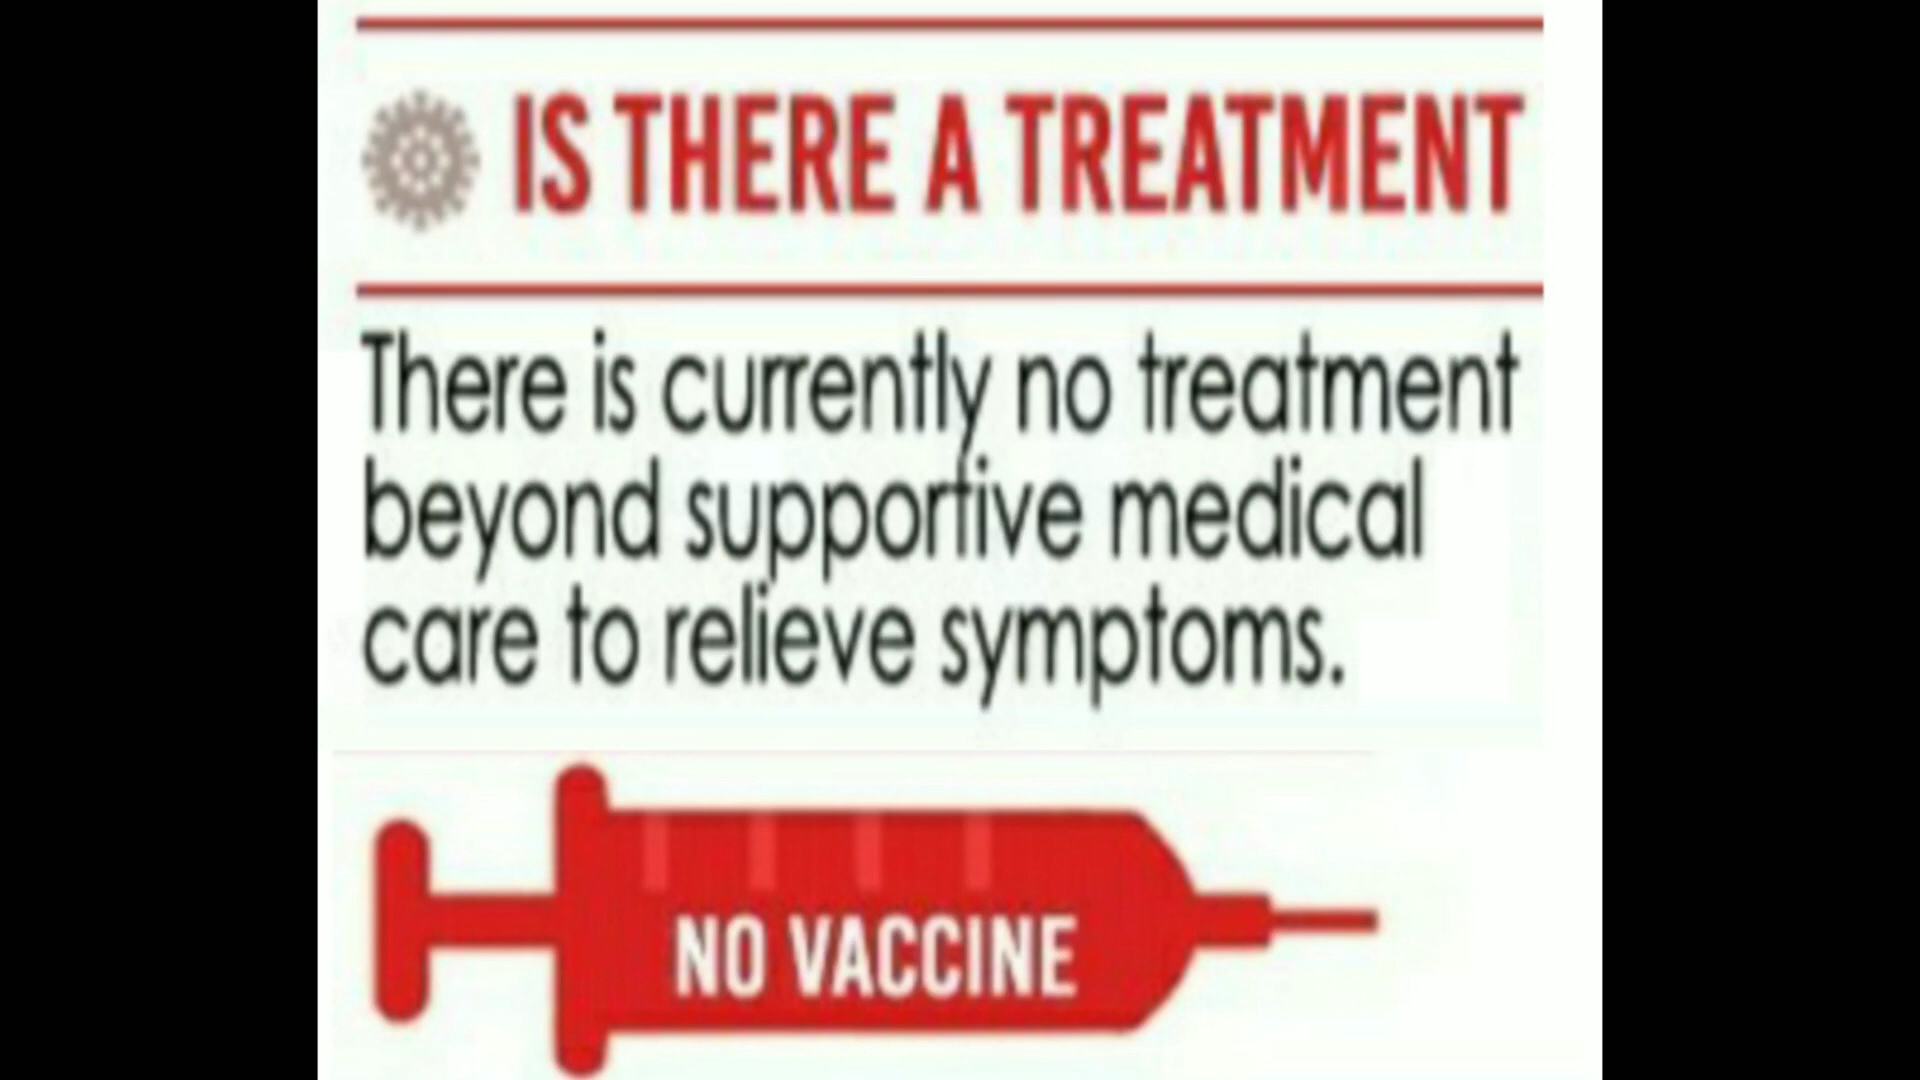 IS THERE A TREATMENT
There is currently no treatment
beyond supportive medical
care to relieve symptoms.
NO VACCINE